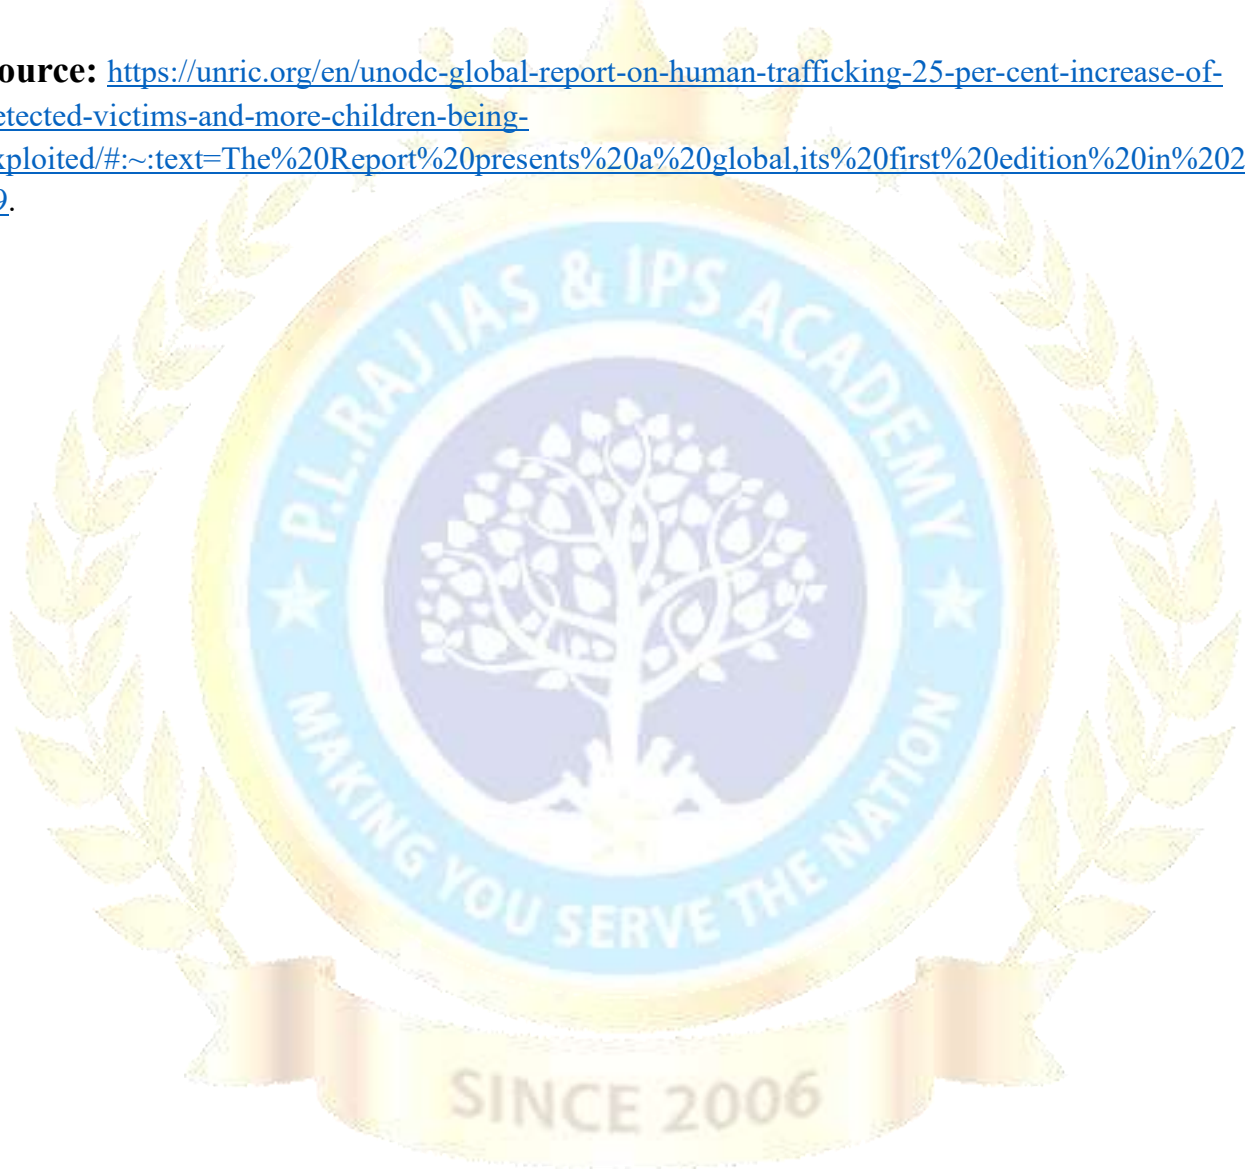 ource: https://unric.org/en/unodc-global-report-on-human-trafficking-25-per-cent-increase-of-
etected-victims-and-more-children-being-
xploited/#:~:text=The%20Report%20presents%20a%20global,its%20first%20edition%20in%202
9.
P.L.RAJ IAS & IPS ACADEMY
MAKING YOU SERVE THE NATION
SINCE 2006